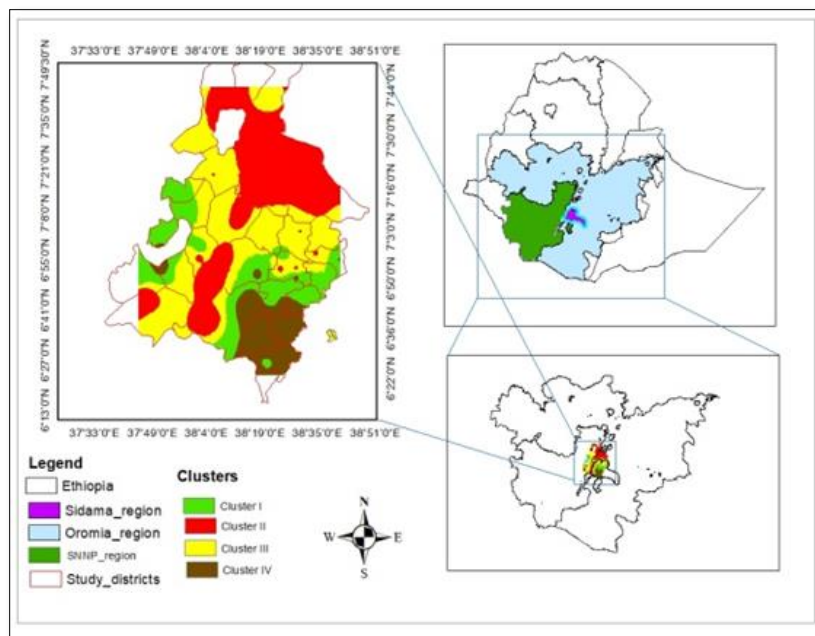 37°33'0"E 37°49'0"E 38°4'0"E 38°19'0"E 38°35'0"E 38°51'0"E
7°35'0"N
7°21'0"N
7°8'0"N
6°55'0"N
6°41'0"N
6°27'0"N
6°13'0"N
7°44'0"N
7°30'0"N
7°16'0"N
7°3'0"N
6°50'0"N
6°36'0"N
6°22'0"N
37°33'0"E 37°49'0"E 38°4'0"E 38°19'0"E 38°35'0"E 38°51'0"E
Legend
Ethiopia
Sidama_region
Oromia_region
SNNP_region
Study_districts
Clusters
Cluster I
Cluster II
Cluster III
Cluster IV
N
W E
S